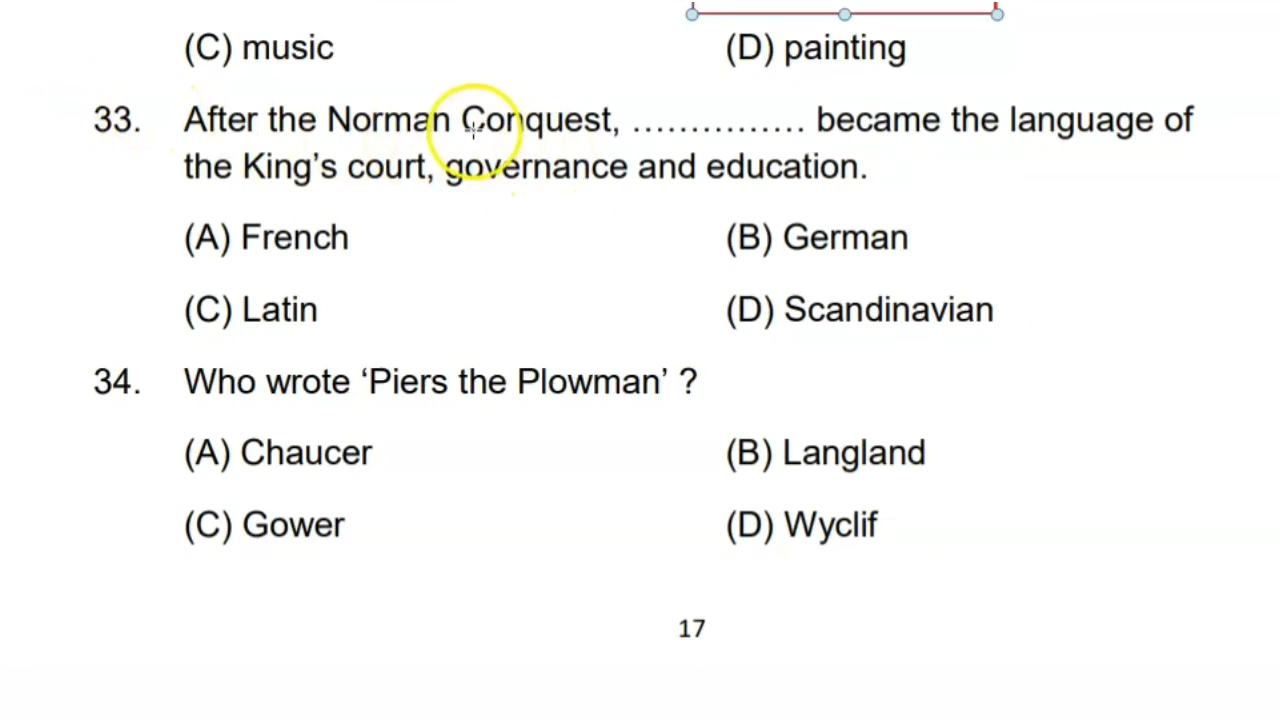 (C) music (D) painting
33. After the Norman Conquest, ............... became the language of
the King’s court, governance and education.
(A) French (B) German
(C) Latin (D) Scandinavian
34. Who wrote ‘Piers the Plowman’ ?
(A) Chaucer (B) Langland
(C) Gower (D) Wyclif
17